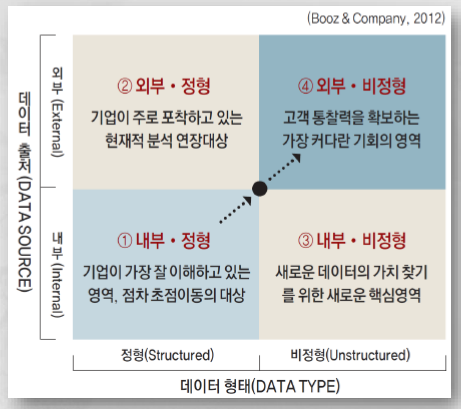 (Booz & Company, 2012)
데이터 출처(DATA SOURCE)
외부 (External)
② 외부・정형
기업이 주로 포착하고 있는
현재적 분석 연장대상
④ 외부・비정형
고객 통찰력을 확보하는
가장 커다란 기회의 영역
내부 (Internal)
① 내부・정형
기업이 가장 잘 이해하고 있는
영역, 점차 초점이동의 대상
③ 내부・비정형
새로운 데이터의 가치 찾기
를 위한 새로운 핵심영역
정형(Structured)
비정형(Unstructured)
데이터 형태(DATA TYPE)